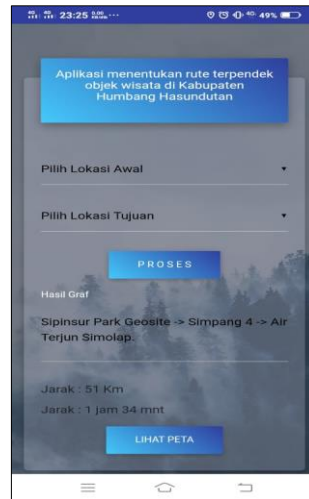 23:25
49%
Aplikasi menentukan rute terpendek
objek wisata di Kabupaten
Humbang Hasundutan
Pilih Lokasi Awal
Pilih Lokasi Tujuan
PROSES
Hasil Graf
Sipinsur Park Geosite -> Simpang 4 -> Air
Terjun Simolap.
Jarak : 51 Km
Jarak : 1 jam 34 mnt
LIHAT PETA